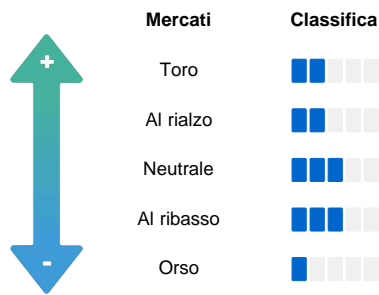 Mercati Classifica
+
Toro
Al rialzo
Neutrale
Al ribasso
-
Orso